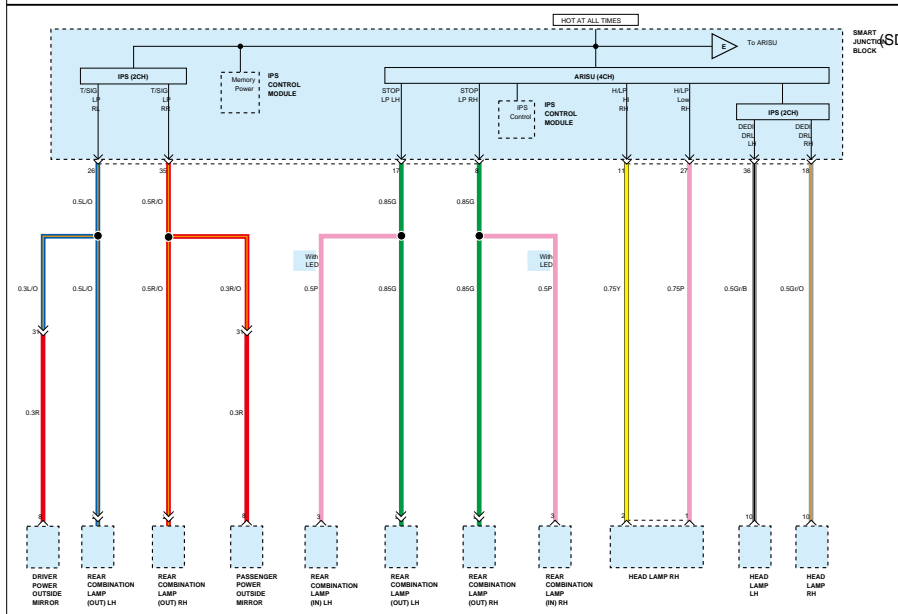 HOT AT ALL TIMES
SMART
JUNCTION
BLOCK
(SD
E
To ARISU
IPS (2CH)
Memory
Power
IPS
CONTROL
MODULE
ARISU (4CH)
T/SIG
LP
RL
T/SIG
LP
RR
STOP
LP LH
STOP
LP RH
IPS
Control
IPS
CONTROL
MODULE
H/LP
HI
RH
H/LP
Low
RH
IPS (2CH)
DEDI
DRL
LH
DEDI
DRL
RH
26
35
17
8
11
27
36
18
0.5L/O
0.5R/O
0.85G
0.85G
With
LED
With
LED
0.3L/O
0.5L/O
0.5R/O
0.3R/O
0.5P
0.85G
0.85G
0.5P
0.75Y
0.75P
0.5Gr/B
0.5Gr/O
31
31
0.3R
0.3R
8
8
3
3
2
1
10
10
DRIVER
POWER
OUTSIDE
MIRROR
REAR
COMBINATION
LAMP
(OUT) LH
REAR
COMBINATION
LAMP
(OUT) RH
PASSENGER
POWER
OUTSIDE
MIRROR
REAR
COMBINATION
LAMP
(IN) LH
REAR
COMBINATION
LAMP
(OUT) LH
REAR
COMBINATION
LAMP
(OUT) RH
REAR
COMBINATION
LAMP
(IN) RH
HEAD LAMP RH
HEAD
LAMP
LH
HEAD
LAMP
RH